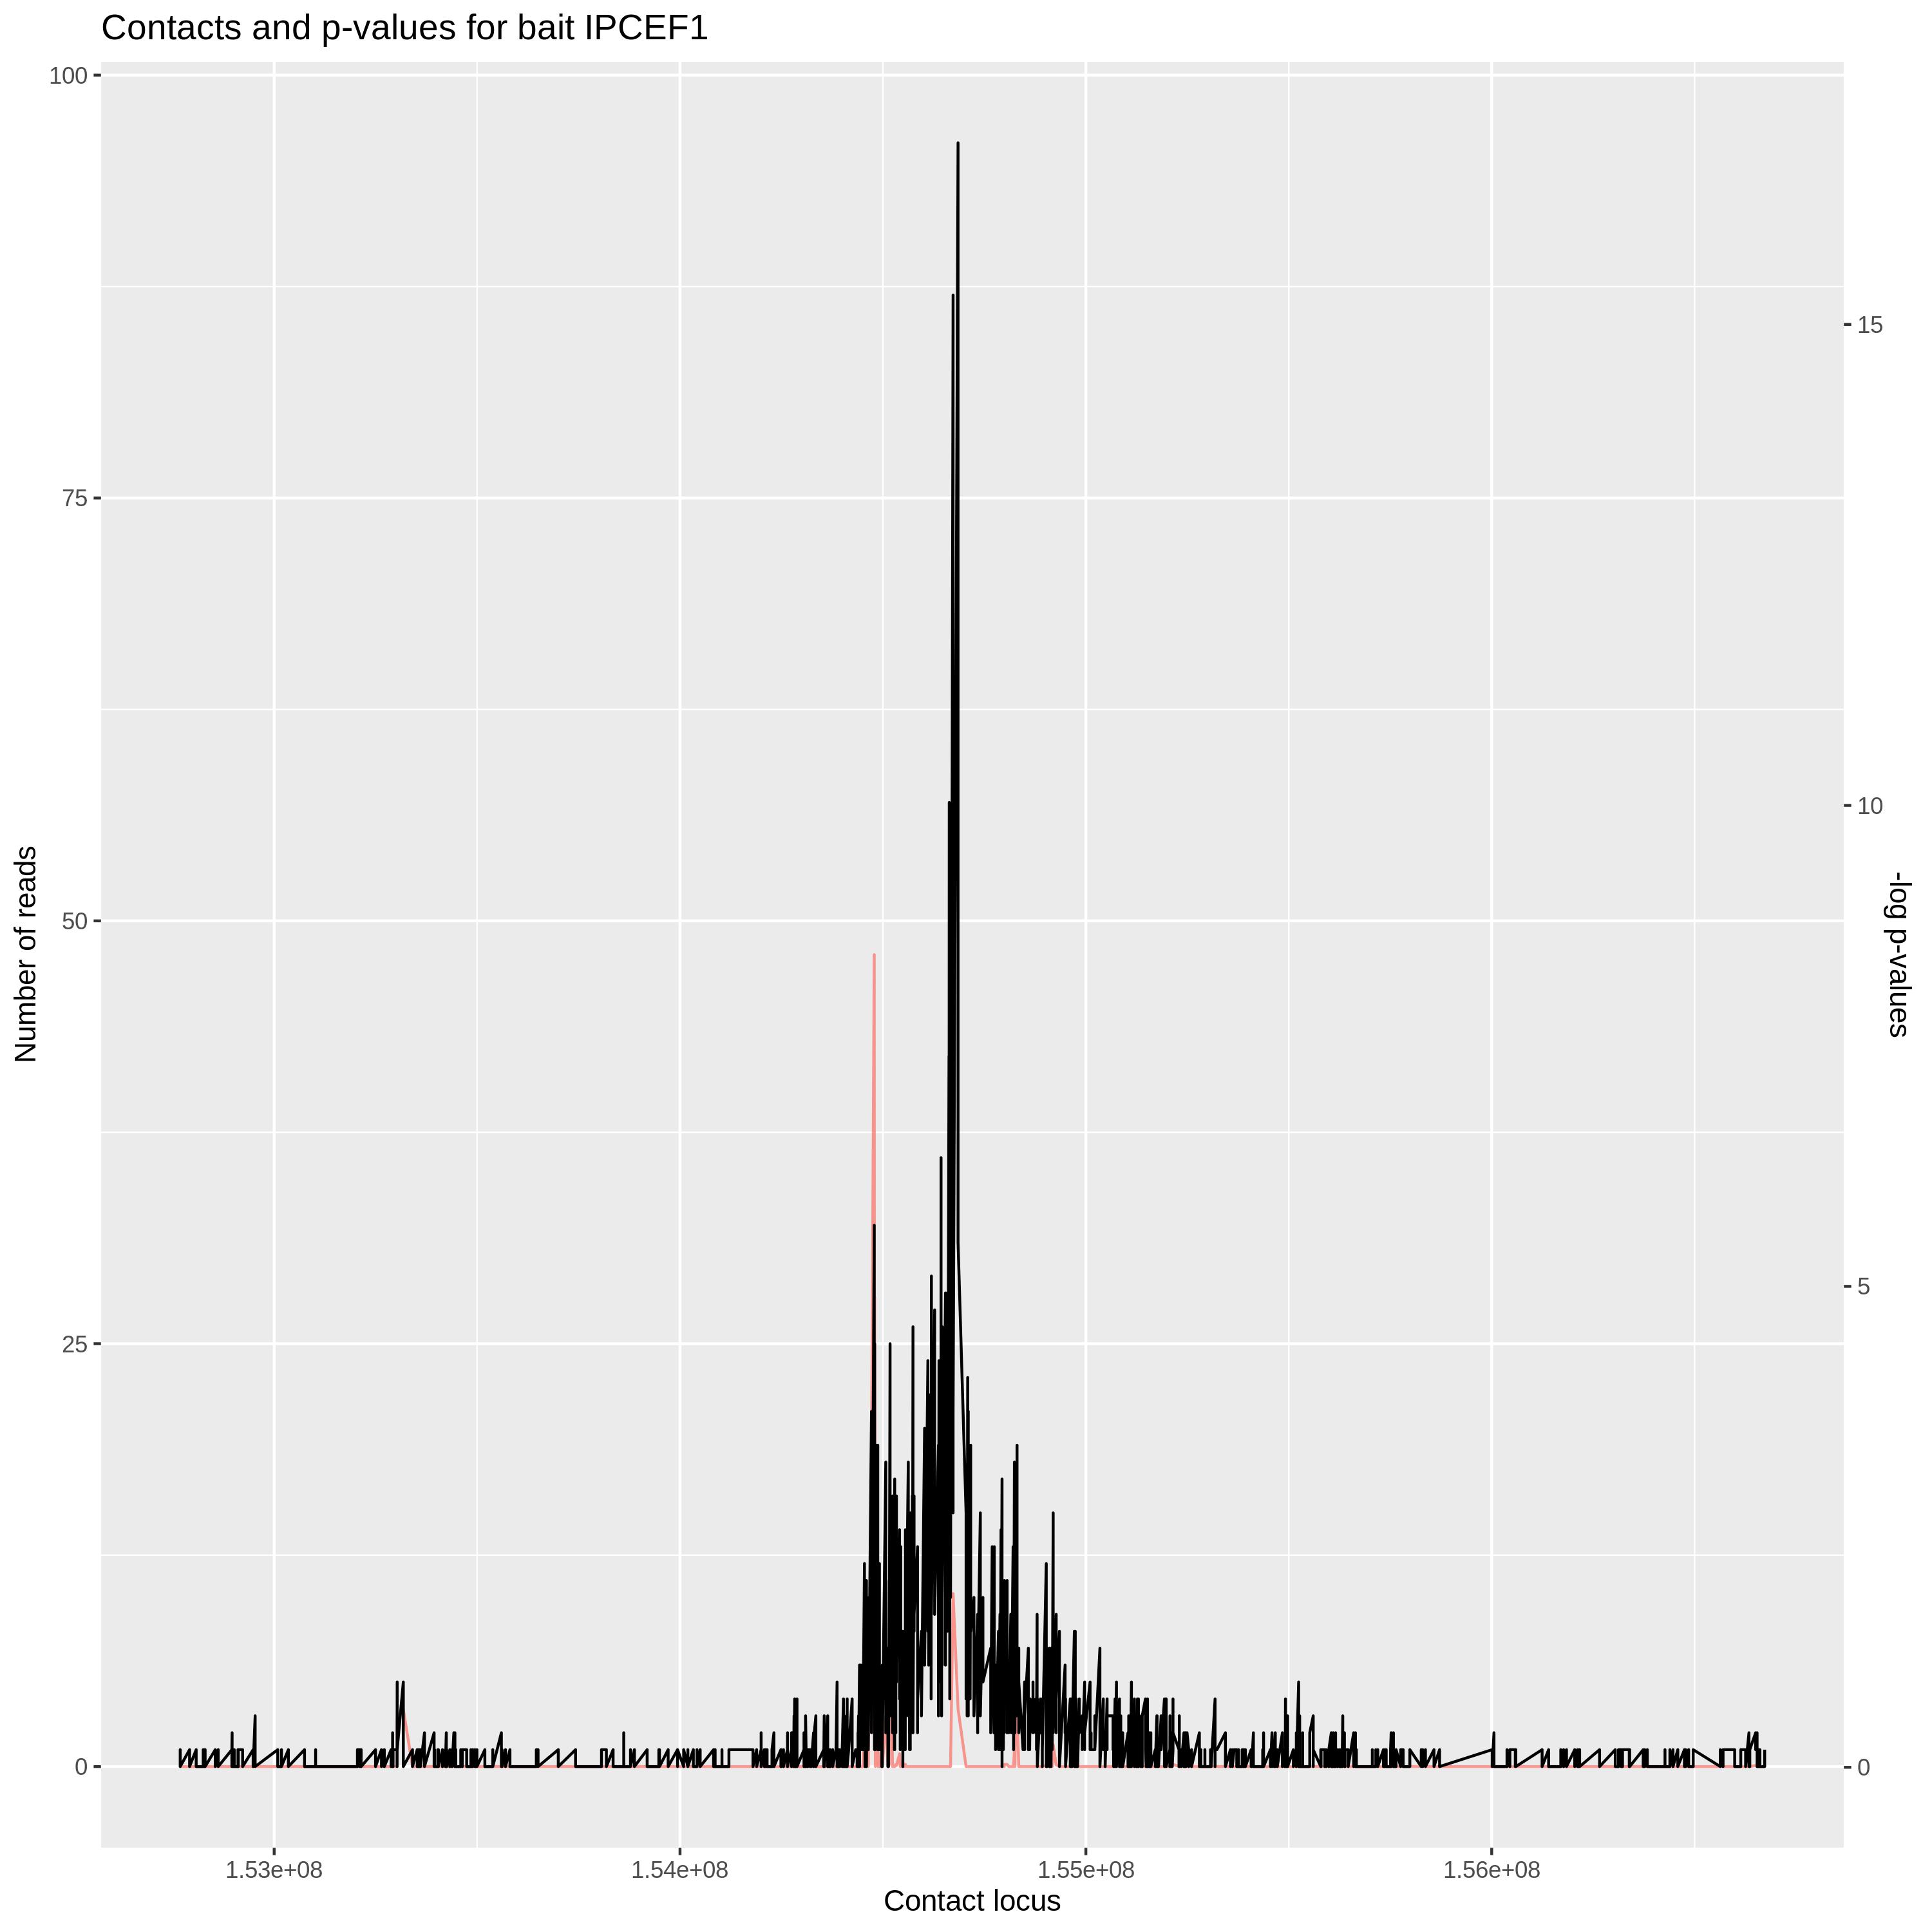 Contacts and p-values for bait IPCEF1
100
75
50
25
0
Number of reads
15
10
5
0
-log p-values
1.53e+08
1.54e+08
1.55e+08
1.56e+08
Contact locus